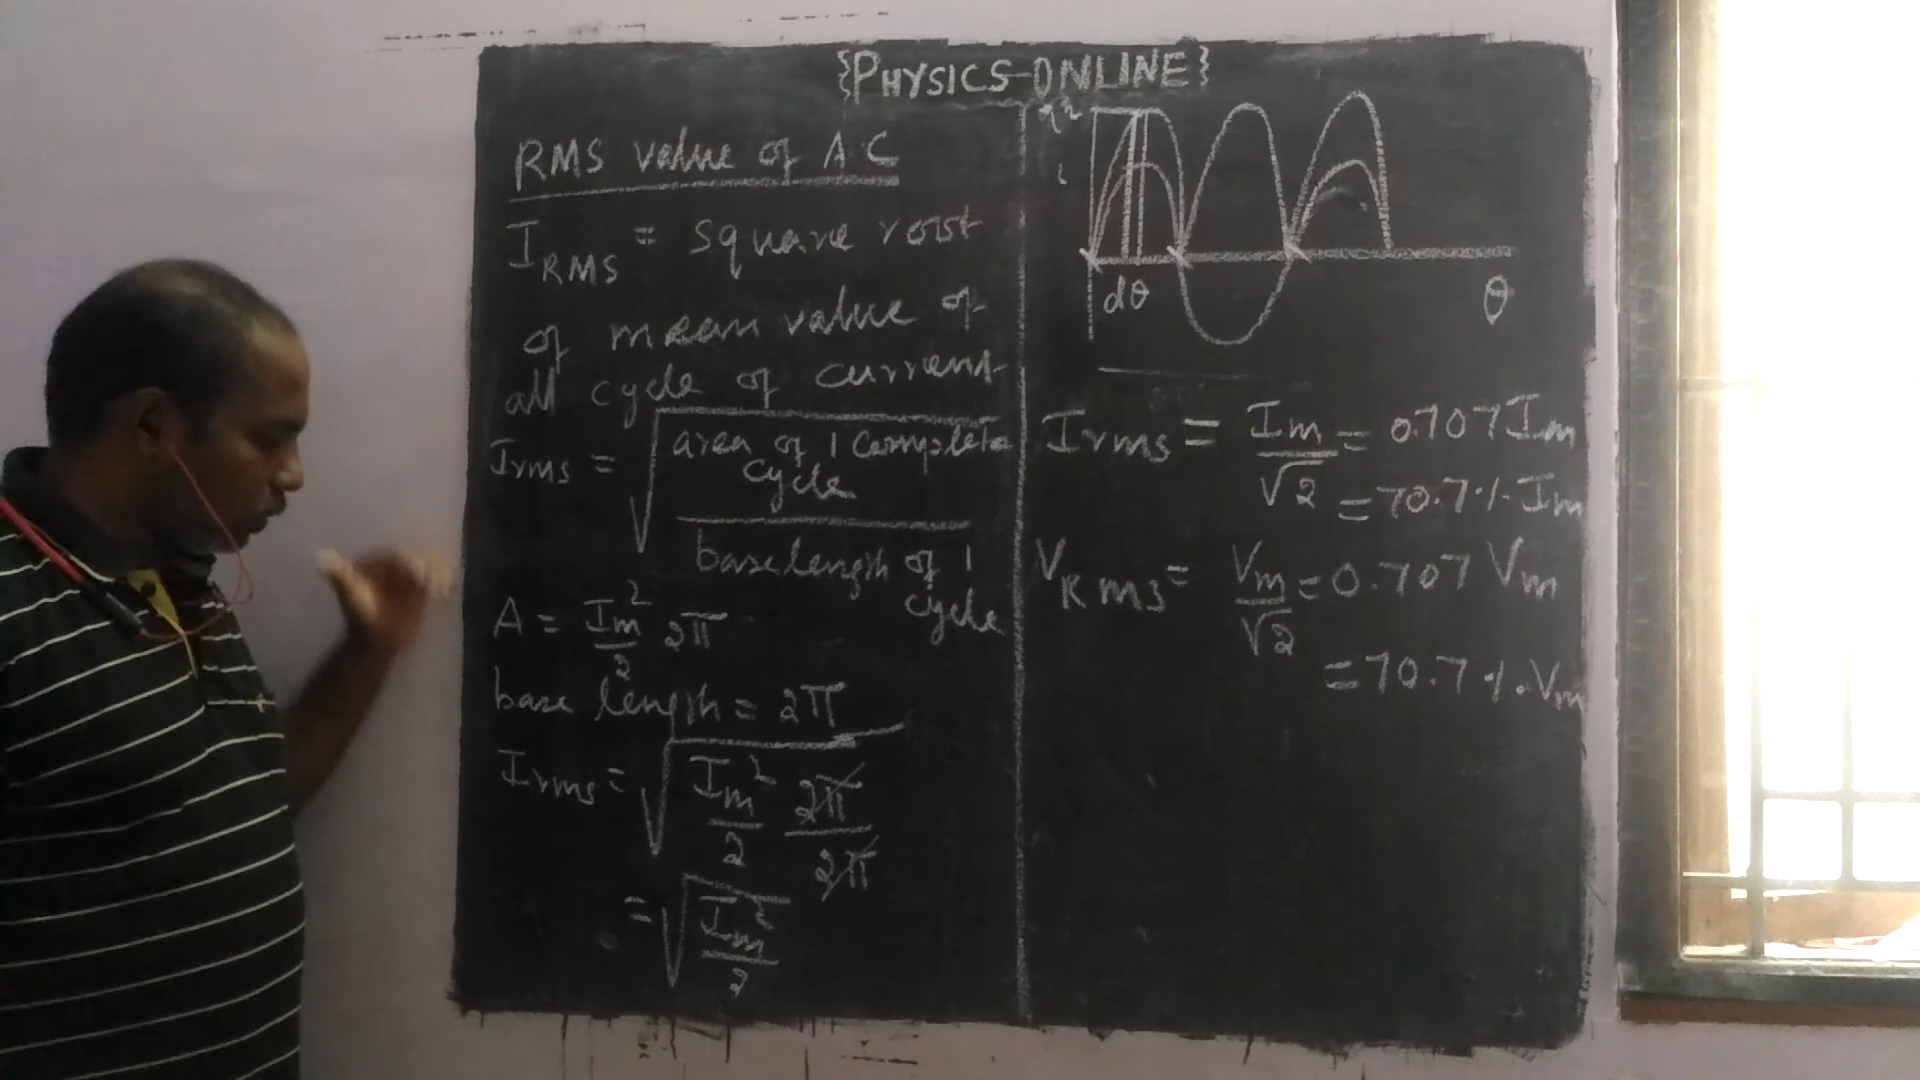 {PHYSICS-ONLINE}
RMS value of A C
I RMS = square root
of mean value of
all cycle of current
Irms = √ area of 1 complete
cycle
base length of 1
cycle
A = Im² 2π
2
base length = 2π
Irms = √ Im² 2π
2 2π
= √ Im²
2
i²
i
dθ θ
Irms = Im = 0.707 Im
√2 = 70.7 % Im
VRMS = Vm = 0.707 Vm
√2
= 70.7 %. Vm